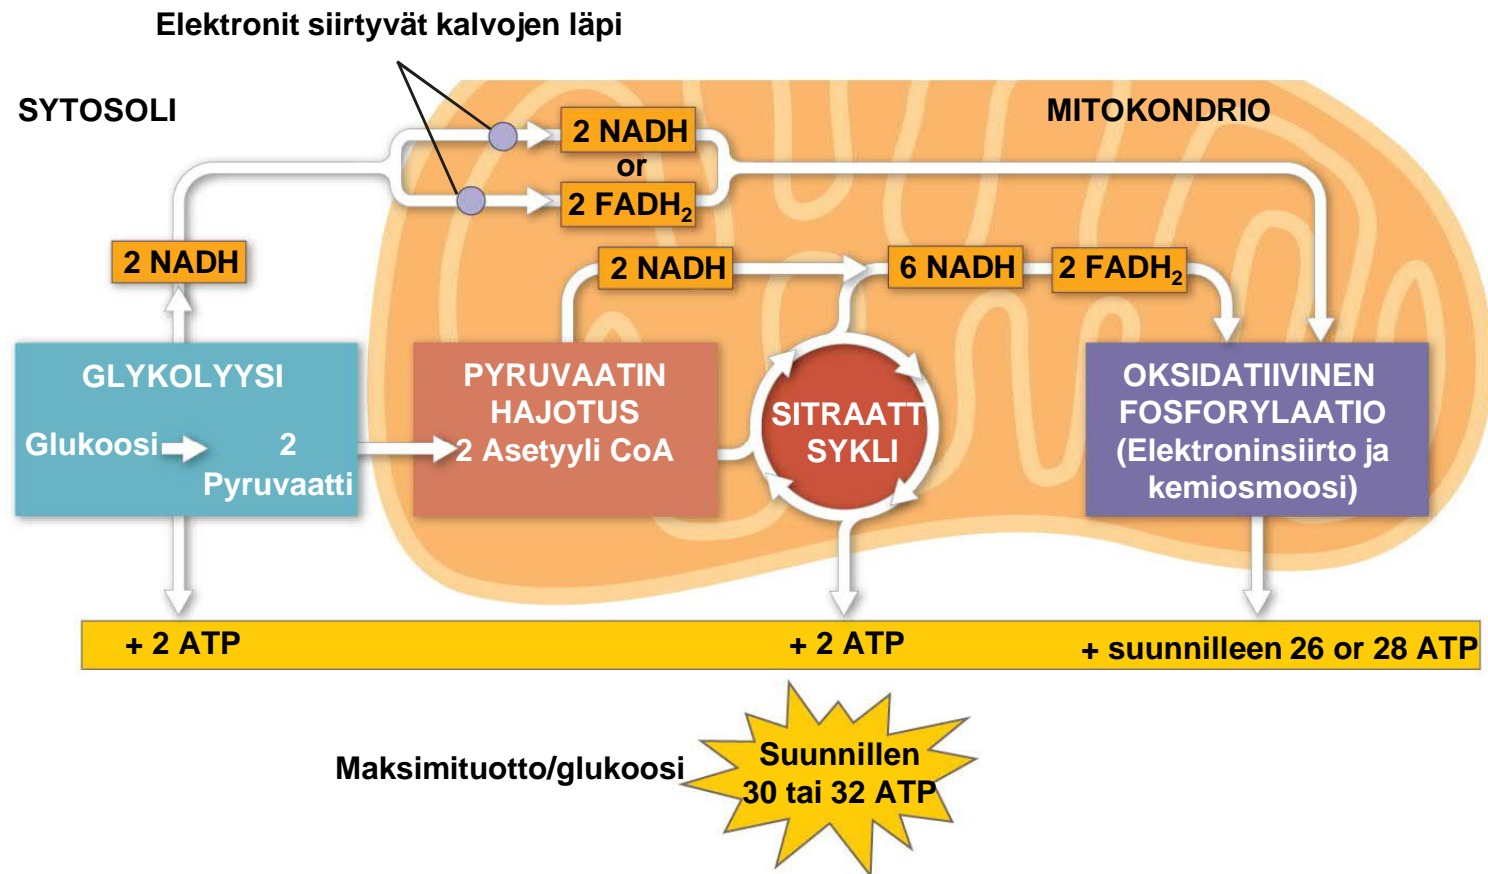 Elektronit siirtyvät kalvojen läpi
SYTOSOLI
MITOKONDRIO
2 NADH
or
2 FADH₂
2 NADH
2 NADH
6 NADH
2 FADH₂
GLYKOLYYSI
Glukoosi
2
Pyruvaatti
PYRUVAATIN
HAJOTUS
2 Asetyyli CoA
SITRAATT
SYKLI
OKSIDATIIVINEN
FOSFORYLAATIO
(Elektroninsiirto ja
kemiosmoosi)
+ 2 ATP
+ 2 ATP
+ suunnilleen 26 or 28 ATP
Maksimituotto/glukoosi
Suunnillen
30 tai 32 ATP